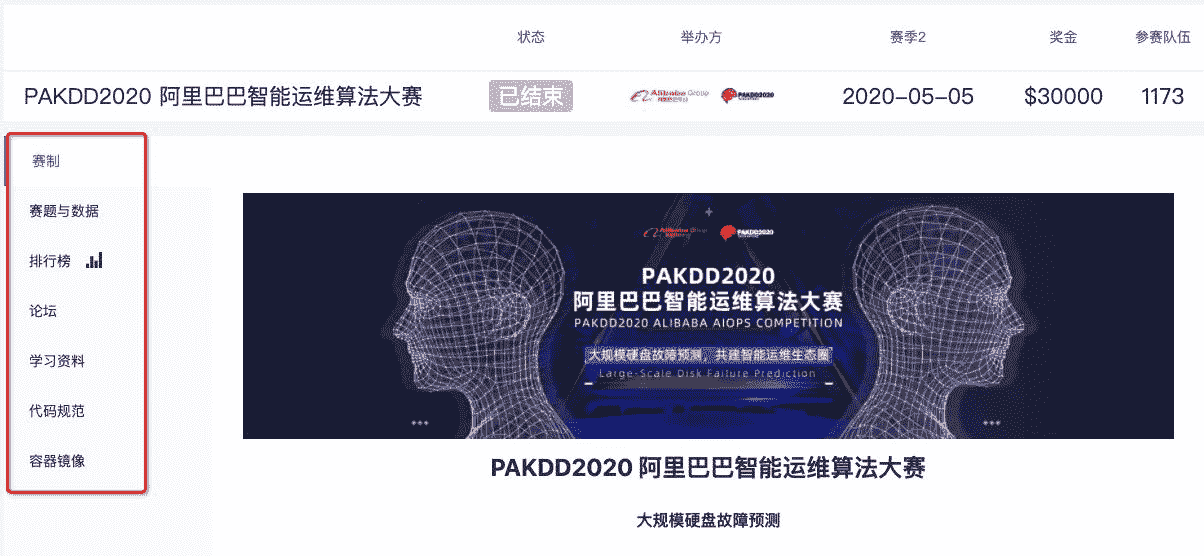 状态 举办方 赛季2 奖金 参赛队伍
PAKDD2020 阿里巴巴智能运维算法大赛 已结束 Alibaba Group 2020-05-05 $30000 1173
赛制
赛题与数据
排行榜
论坛
学习资料
代码规范
容器镜像
PAKDD2020
阿里巴巴智能运维算法大赛
PAKDD2020 ALIBABA AIOPS COMPETITION
大规模硬盘故障预测，共建智能运维生态圈
Large-Scale Disk Failure Prediction
PAKDD2020 阿里巴巴智能运维算法大赛
大规模硬盘故障预测